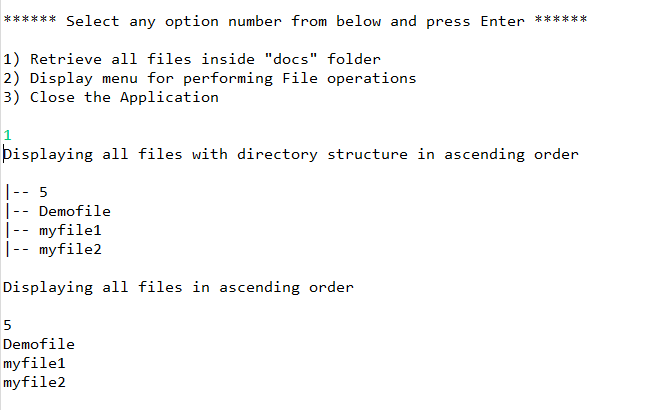 ****** Select any option number from below and press Enter ******
1) Retrieve all files inside "docs" folder
2) Display menu for performing File operations
3) Close the Application
1
Displaying all files with directory structure in ascending order
|-- 5
|-- Demofile
|-- myfile1
|-- myfile2
Displaying all files in ascending order
5
Demofile
myfile1
myfile2